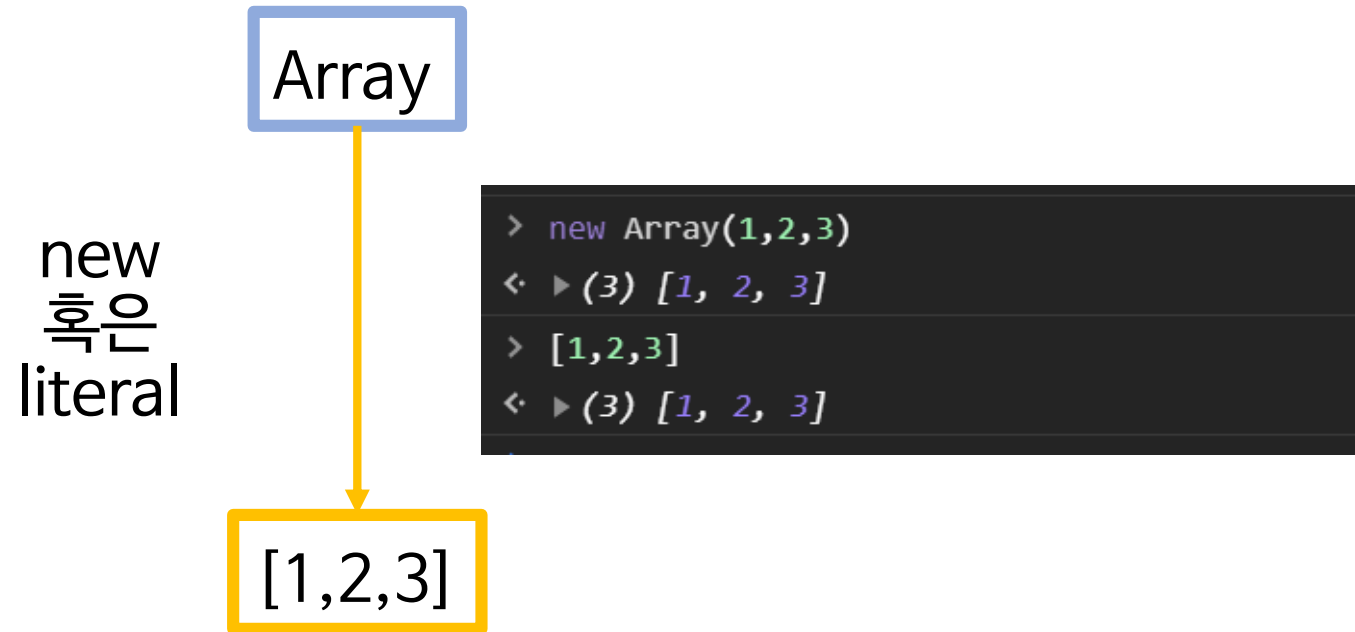 Array
new
혹은
literal
> new Array(1,2,3)
<· ▶ (3) [1, 2, 3]
> [1,2,3]
<· ▶ (3) [1, 2, 3]
[1,2,3]